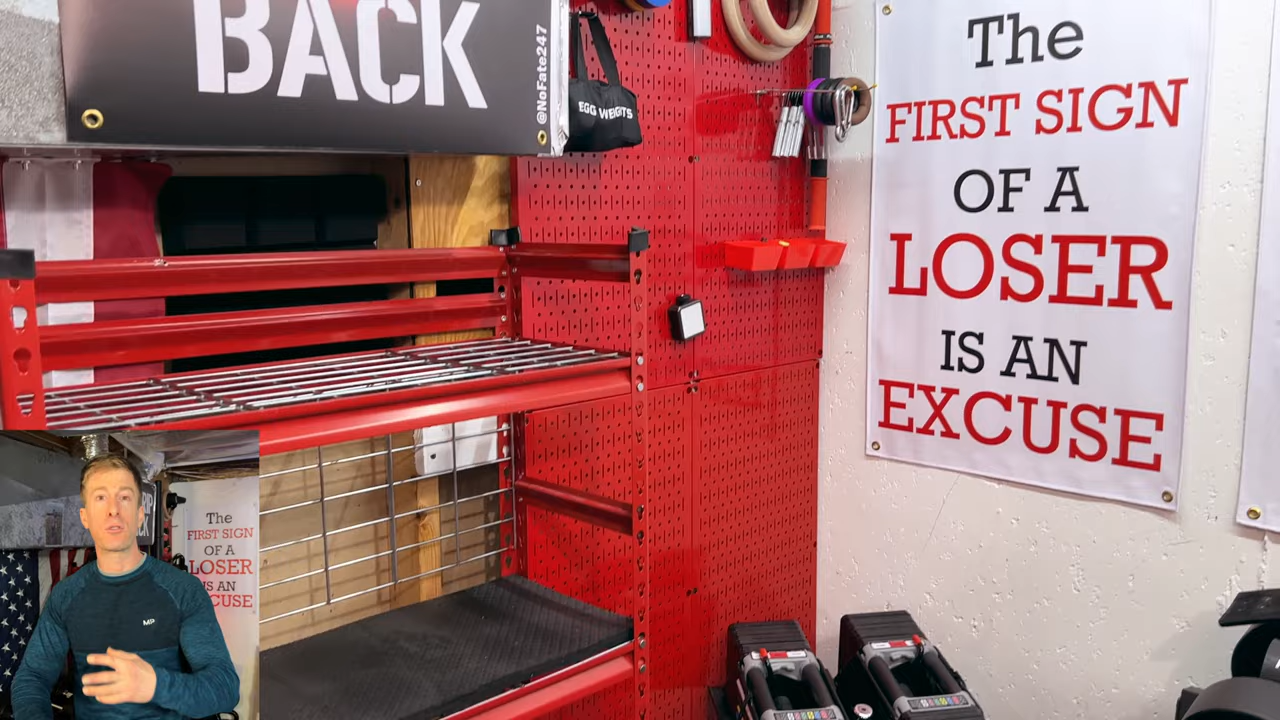 BACK
@NoFate247
EGG WEIGHTS
The
FIRST SIGN
OF A
LOSER
IS AN
EXCUSE
The
FIRST SIGN
OF A
LOSER
IS AN
CUSE
MP